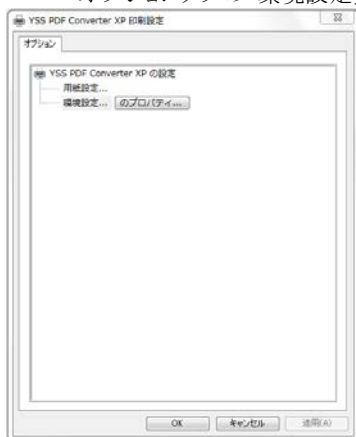 YSS PDF Converter XP 印刷設定
オプション
YSS PDF Converter XP の設定
用紙設定...
環境設定... のプロパティ...
OK キャンセル 適用(A)